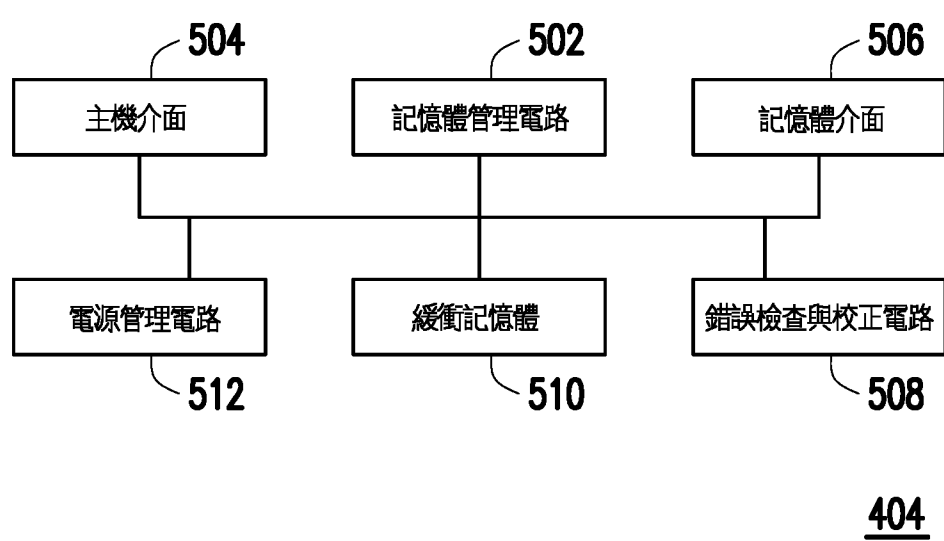 504
502
506
主機介面
記憶體管理電路
記憶體介面
電源管理電路
緩衝記憶體
錯誤檢查與校正電路
512
510
508
404